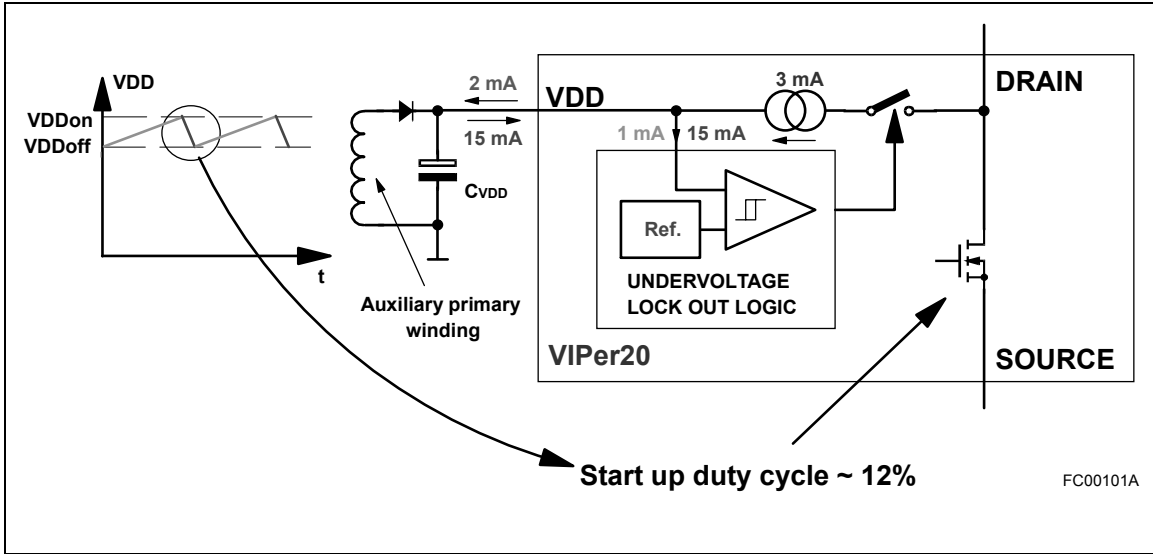 VDD
VDDon
VDDoff
t
2 mA
15 mA
CVDD
Auxiliary primary
winding
VDD
3 mA
DRAIN
1 mA 15 mA
Ref.
UNDERVOLTAGE
LOCK OUT LOGIC
VIPer20
SOURCE
Start up duty cycle ~ 12%
FC00101A